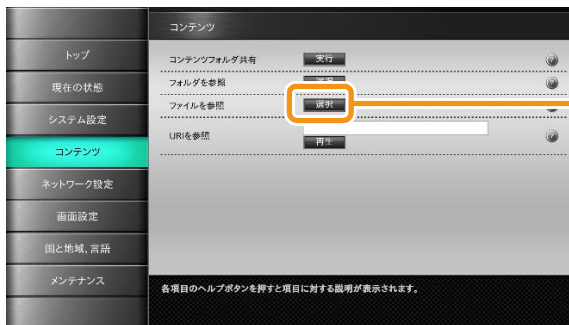 コンテンツ
トップ
現在の状態
システム設定
コンテンツ
ネットワーク設定
画面設定
国と地域、言語
メンテナンス
コンテンツフォルダ共有 実行
フォルダを参照 選択
ファイルを参照 選択
URIを参照
再生
各項目のヘルプボタンを押すと項目に対する説明が表示されます。